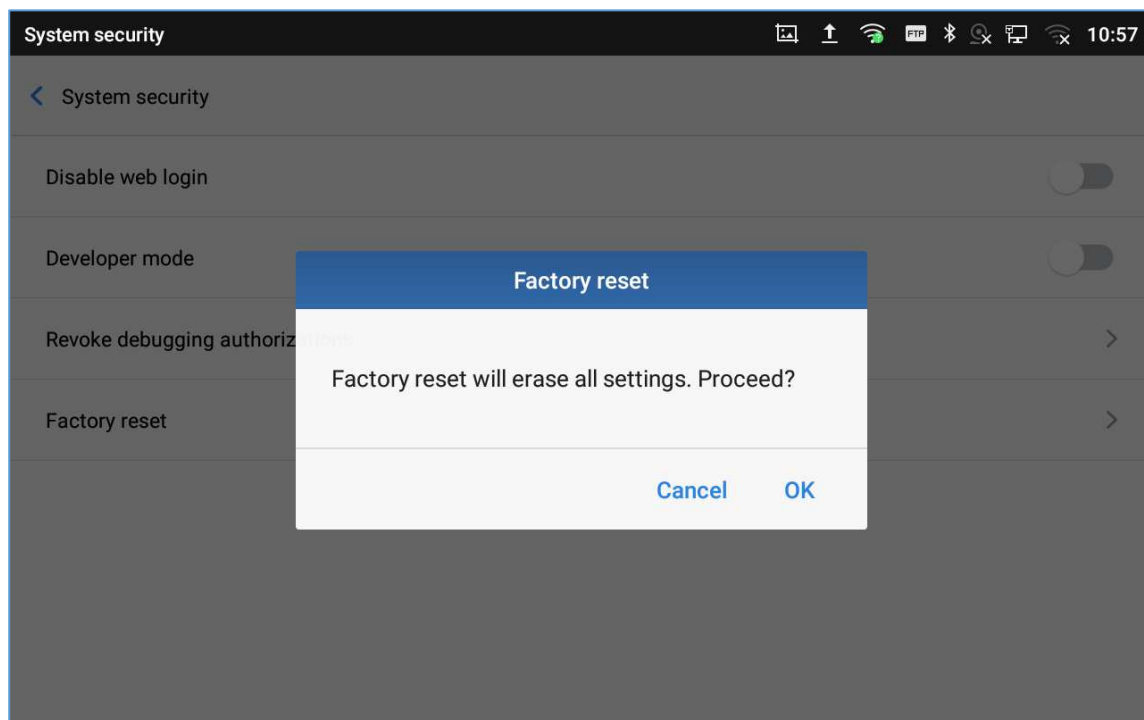 System security
FTP
10:57
System security
Disable web login
Developer mode
Factory reset
Revoke debugging authoriz
Factory reset will erase all settings. Proceed?
Factory reset
Cancel
OK